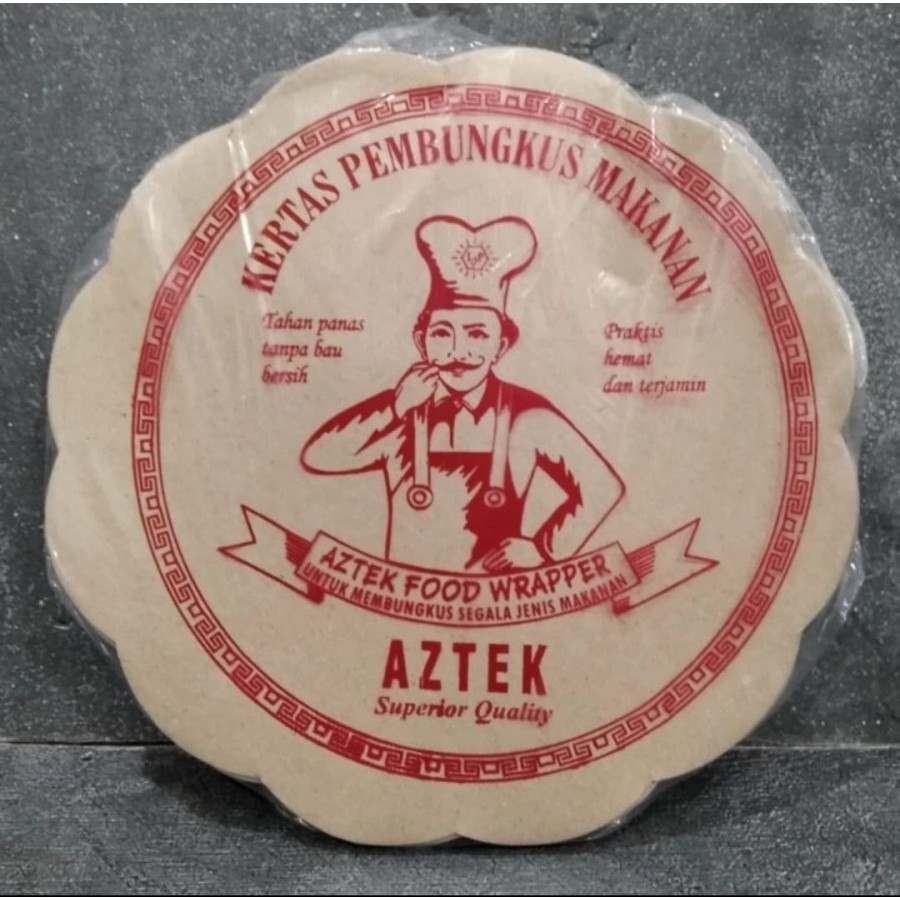 KERTAS PEMBUNGKUS MAKANAN
Tahan panas
tanpa bau
bersih
Praktis
hemat
dan terjamin
AZTEK FOOD WRAPPER
UNTUK MEMBUNGKUS SEGALA JENIS MAKANAN
AZTEK
Superior Quality